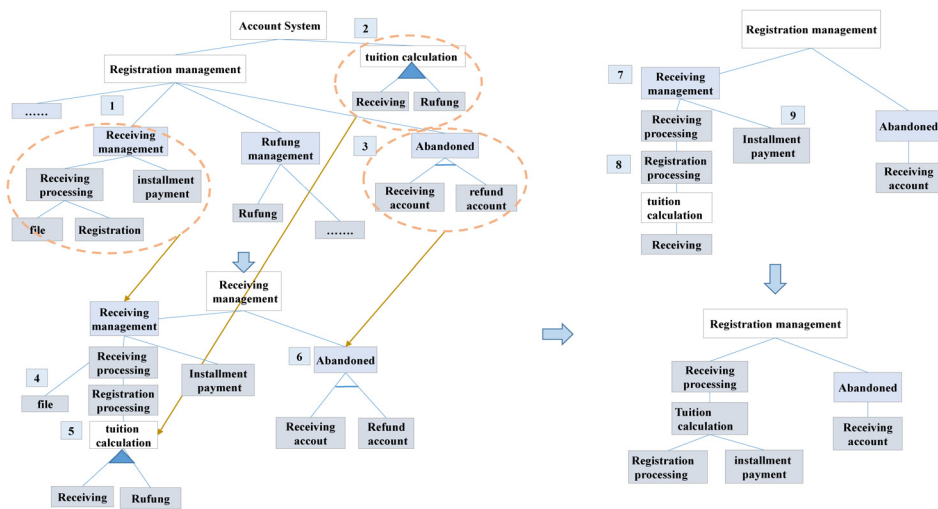 Account System
2
Registration management
tuition calculation
Receiving
Rufung
......
1
Receiving
management
Receiving
processing
installment
payment
file
Registration
Rufung
management
Rufung
.......
3
Abandoned
Receiving
account
refund
account
Receiving
management
Receiving
management
4
Receiving
processing
file
Registration
processing
Installment
payment
5
tuition
calculation
Receiving
Rufung
6
Abandoned
Receiving
accout
Refund
account
Registration management
7
Receiving
management
Receiving
processing
9
Installment
payment
8
Registration
processing
tuition
calculation
Receiving
Abandoned
Receiving
account
Registration management
Receiving
processing
Tuition
calculation
Registration
processing
installment
payment
Abandoned
Receiving
account